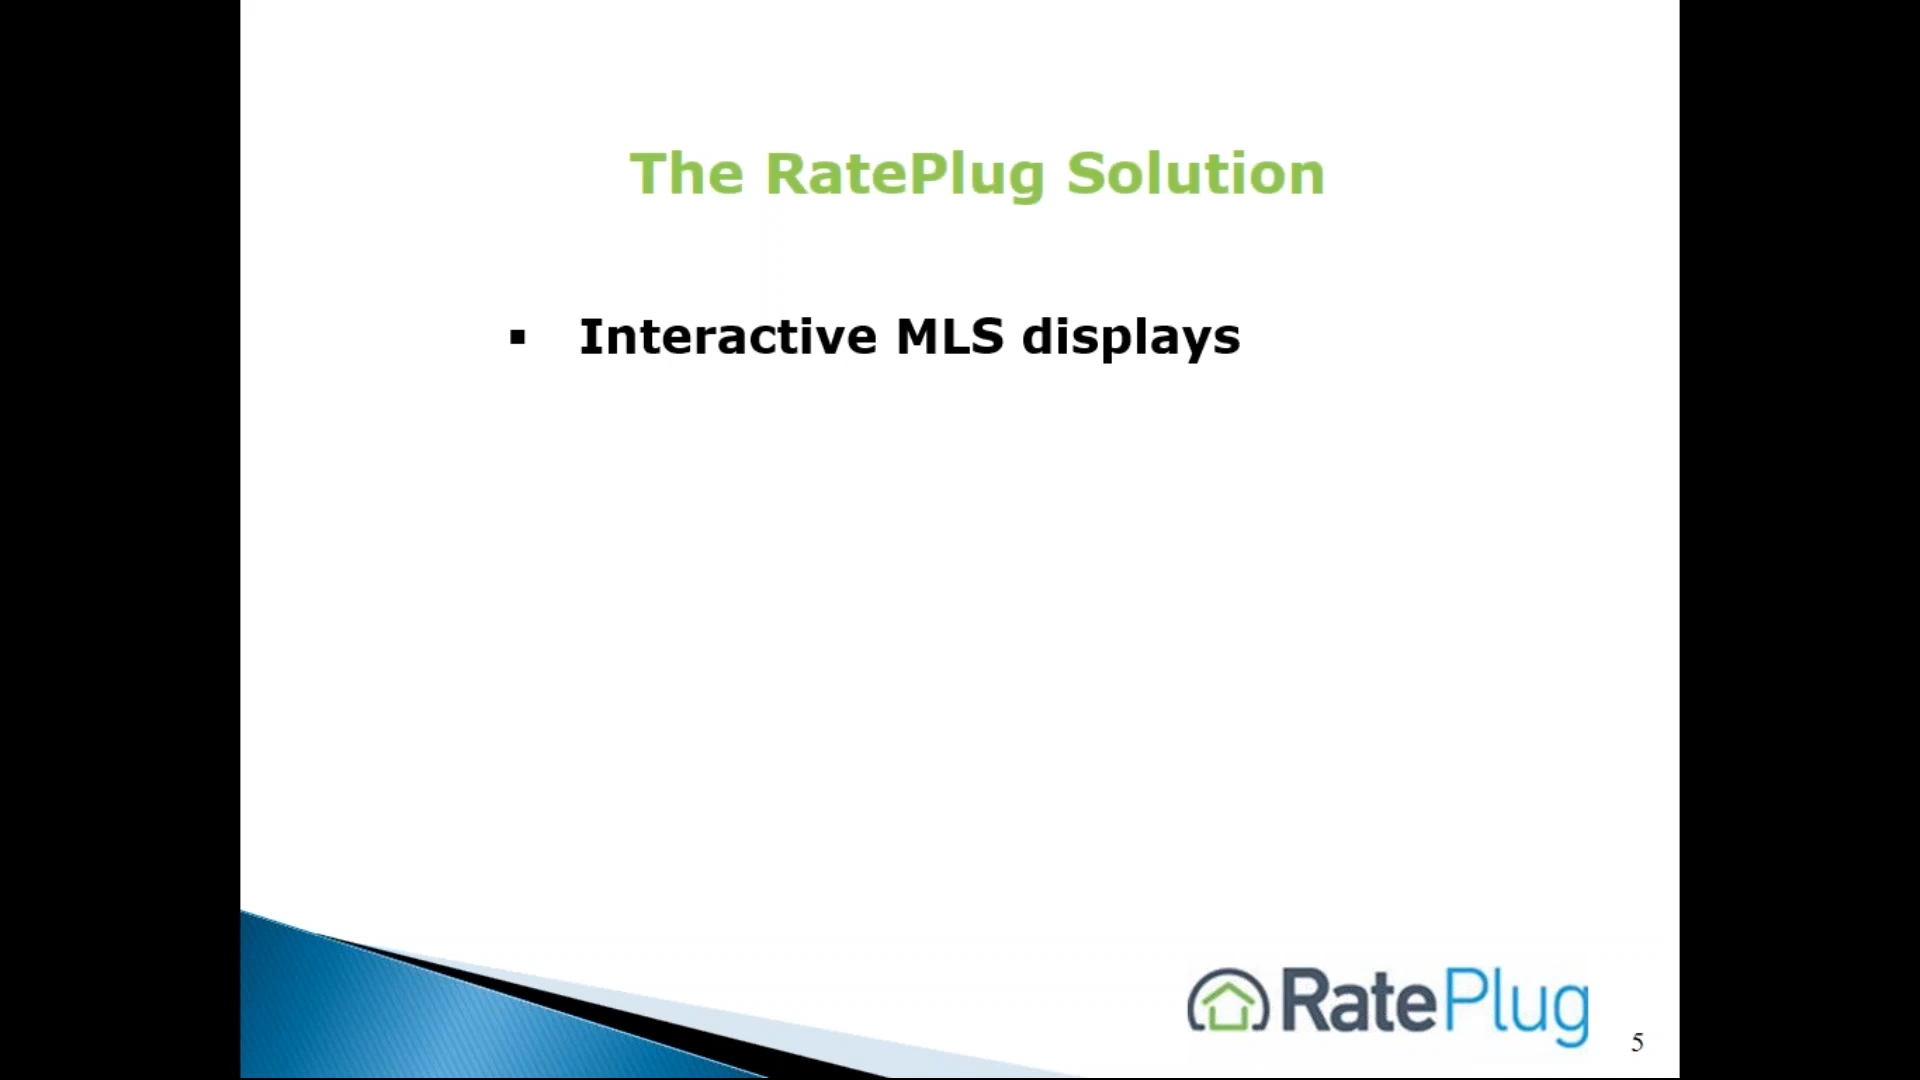 The RatePlug Solution
▪ Interactive MLS displays
RatePlug
5